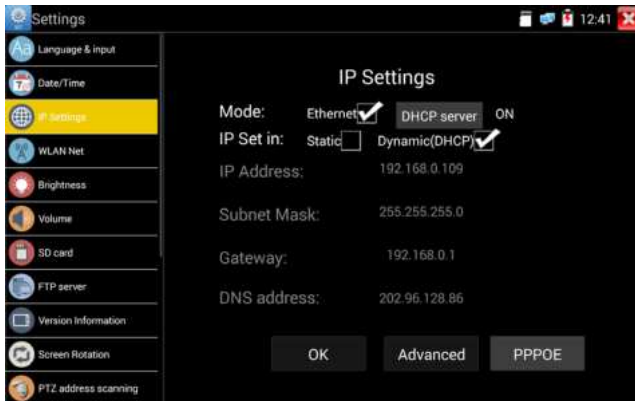 Settings
12:41
Language & input
Date/Time
IP Settings
WLAN Net
Brightness
Volume
SD card
FTP server
Version Information
Screen Rotation
PTZ address scanning
IP Settings
Mode: Ethernet DHCP server ON
IP Set in: Static Dynamic(DHCP)
IP Address: 192.168.0.109
Subnet Mask: 255.255.255.0
Gateway: 192.168.0.1
DNS address: 202.96.128.86
OK Advanced PPPOE